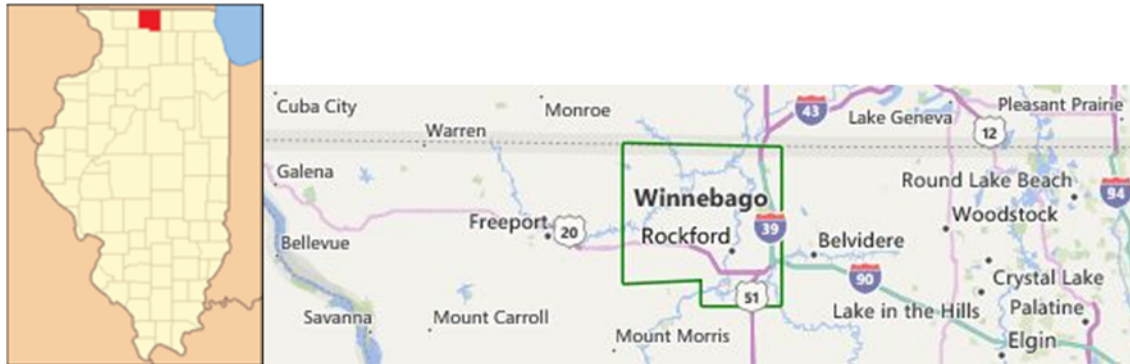 Cuba City
Monroe
43
Lake Geneva
Pleasant Prairie
12
Warren
Galena
Winnebago
Round Lake Beach
94
Freeport
20
Rockford
39
Woodstock
Bellevue
Belvidere
90
Crystal Lake
51
Savanna
Mount Carroll
Lake in the Hills
Palatine
Mount Morris
Elgin